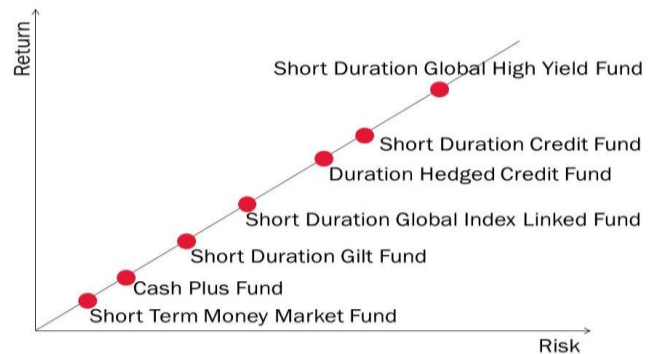 Return
Short Duration Global High Yield Fund
Short Duration Credit Fund
Duration Hedged Credit Fund
Short Duration Global Index Linked Fund
Short Duration Gilt Fund
Cash Plus Fund
Short Term Money Market Fund
Risk